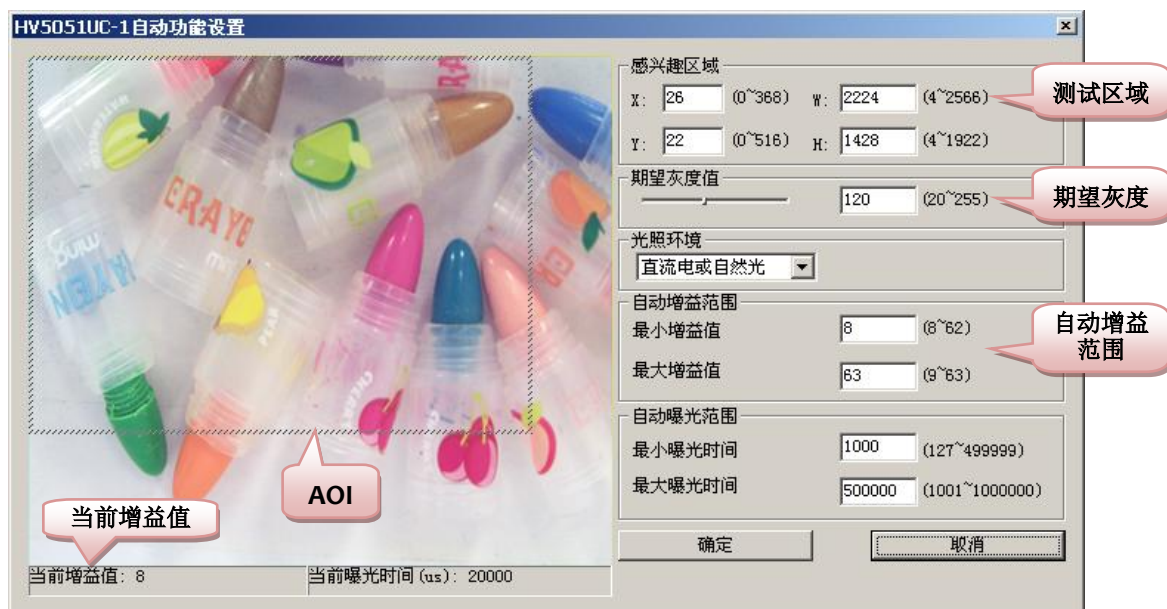 HV5051UC-1自动功能设置
感兴趣区域
X: 26 (0~368) W: 2224 (4~2566)
Y: 22 (0~516) H: 1428 (4~1922)
测试区域
期望灰度值
120 (20~255)
期望灰度
光照环境
直流电或自然光
自动增益范围
最小增益值 8 (8~62)
最大增益值 63 (9~63)
自动增益
范围
自动曝光范围
最小曝光时间 1000 (127~499999)
最大曝光时间 500000 (1001~1000000)
确定 取消
ERAYE
PEAR
CHERRY
AOI
当前增益值
当前增益值: 8 当前曝光时间(us): 20000